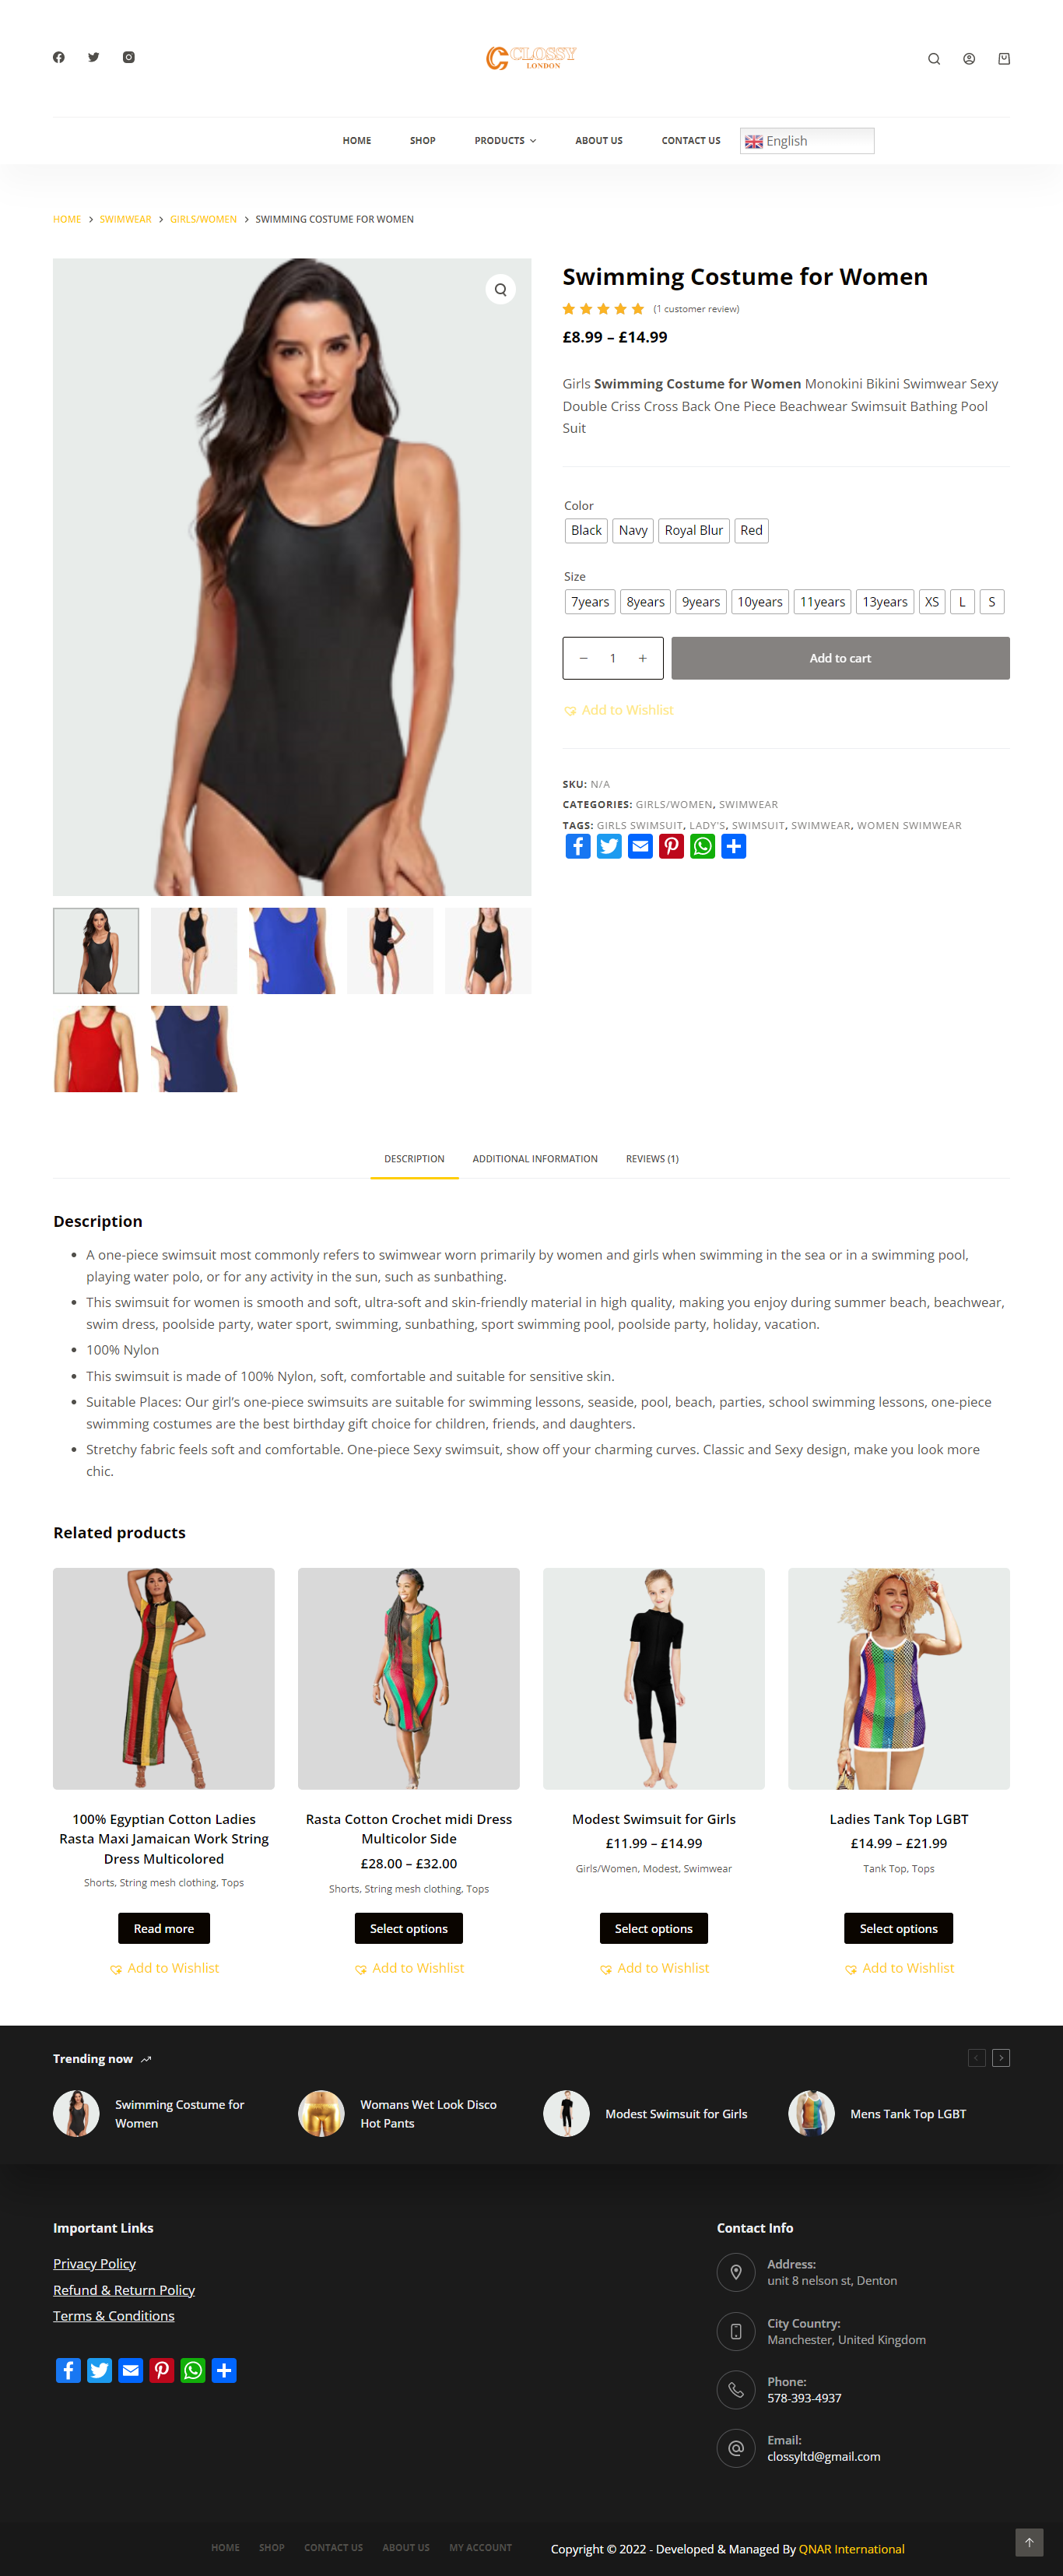 CLOSSY
LONDON
HOME SHOP PRODUCTS ABOUT US CONTACT US English
HOME > SWIMWEAR > GIRLS/WOMEN > SWIMMING COSTUME FOR WOMEN
Swimming Costume for Women
(1 customer review)
£8.99 – £14.99
Girls Swimming Costume for Women Monokini Bikini Swimwear Sexy
Double Criss Cross Back One Piece Beachwear Swimsuit Bathing Pool
Suit
Color
Black Navy Royal Blur Red
Size
7years 8years 9years 10years 11years 13years XS L S
− 1 + Add to cart
Add to Wishlist
SKU: N/A
CATEGORIES: GIRLS/WOMEN, SWIMWEAR
TAGS: GIRLS SWIMSUIT, LADY'S, SWIMSUIT, SWIMWEAR, WOMEN SWIMWEAR
DESCRIPTION ADDITIONAL INFORMATION REVIEWS (1)
Description
• A one-piece swimsuit most commonly refers to swimwear worn primarily by women and girls when swimming in the sea or in a swimming pool,
playing water polo, or for any activity in the sun, such as sunbathing.
• This swimsuit for women is smooth and soft, ultra-soft and skin-friendly material in high quality, making you enjoy during summer beach, beachwear,
swim dress, poolside party, water sport, swimming, sunbathing, sport swimming pool, poolside party, holiday, vacation.
• 100% Nylon
• This swimsuit is made of 100% Nylon, soft, comfortable and suitable for sensitive skin.
• Suitable Places: Our girl's one-piece swimsuits are suitable for swimming lessons, seaside, pool, beach, parties, school swimming lessons, one-piece
swimming costumes are the best birthday gift choice for children, friends, and daughters.
• Stretchy fabric feels soft and comfortable. One-piece Sexy swimsuit, show off your charming curves. Classic and Sexy design, make you look more
chic.
Related products
100% Egyptian Cotton Ladies
Rasta Maxi Jamaican Work String
Dress Multicolored
Shorts, String mesh clothing, Tops
Read more
Add to Wishlist
Rasta Cotton Crochet midi Dress
Multicolor Side
£28.00 – £32.00
Shorts, String mesh clothing, Tops
Select options
Add to Wishlist
Modest Swimsuit for Girls
£11.99 – £14.99
Girls/Women, Modest, Swimwear
Select options
Add to Wishlist
Ladies Tank Top LGBT
£14.99 – £21.99
Tank Top, Tops
Select options
Add to Wishlist
Trending now
Swimming Costume for
Women
Womans Wet Look Disco
Hot Pants
Modest Swimsuit for Girls
Mens Tank Top LGBT
Important Links
Privacy Policy
Refund & Return Policy
Terms & Conditions
Contact Info
Address:
unit 8 nelson st, Denton
City Country:
Manchester, United Kingdom
Phone:
578-393-4937
Email:
clossyltd@gmail.com
HOME SHOP CONTACT US ABOUT US MY ACCOUNT Copyright © 2022 - Developed & Managed By QNAR International